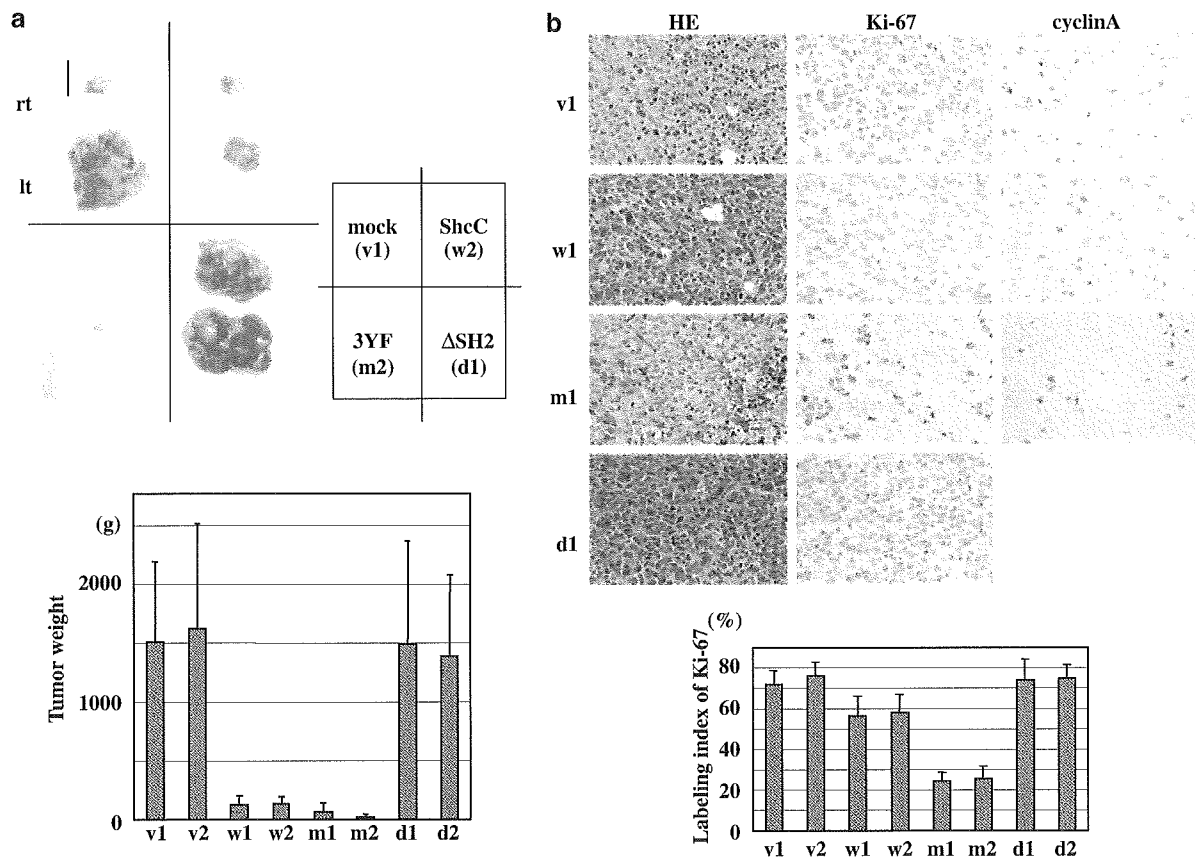 a
rt
lt
mock
(v1)
ShcC
(w2)
3YF
(m2)
ΔSH2
(d1)
(g)
2000
1000
0
Tumor weight
v1 v2 w1 w2 m1 m2 d1 d2
b
HE Ki-67 cyclinA
v1
w1
m1
d1
(%)
80
60
40
20
0
Labeling index of Ki-67
v1 v2 w1 w2 m1 m2 d1 d2